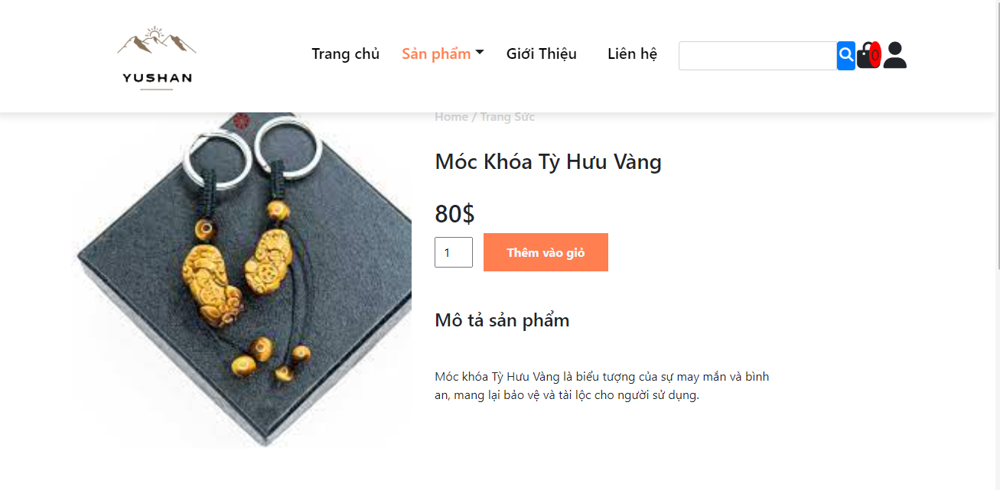 YUSHAN
Trang chủ
Sản phẩm
Giới Thiệu
Liên hệ
0
Home / Trang Sức
Móc Khóa Tỳ Hưu Vàng
80$
1
Thêm vào giỏ
Mô tả sản phẩm
Móc khóa Tỳ Hưu Vàng là biểu tượng của sự may mắn và bình
an, mang lại bảo vệ và tài lộc cho người sử dụng.